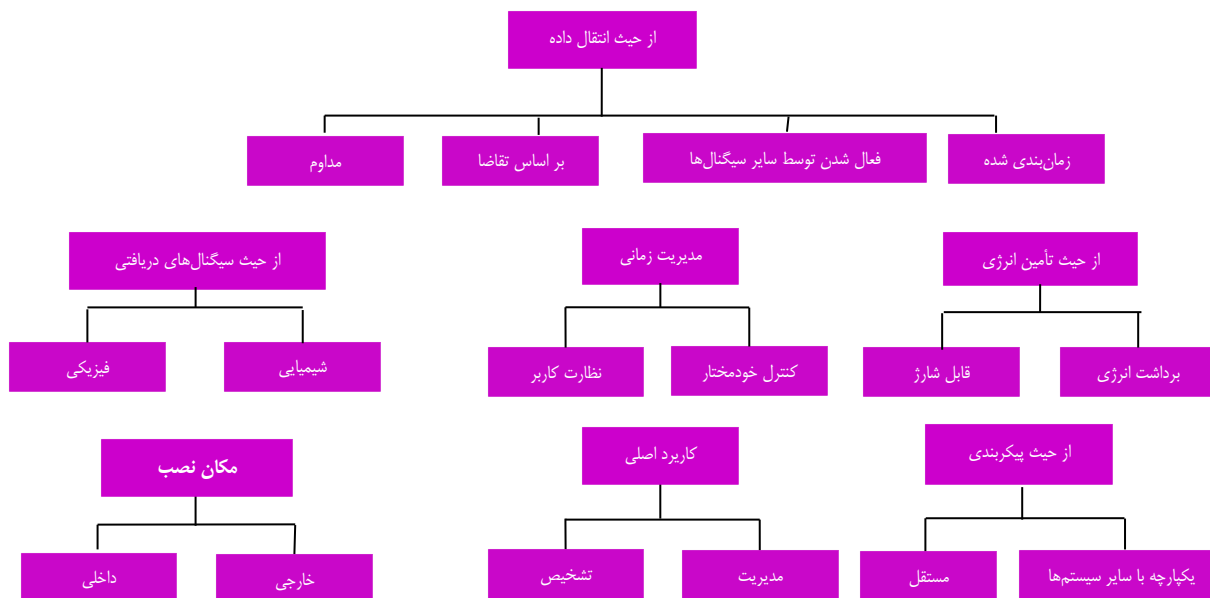 از حیث انتقال داده
زمان‌بندی شده
فعال شدن توسط سایر سیگنال‌ها
بر اساس تقاضا
مداوم
از حیث تأمین انرژی
برداشت انرژی
قابل شارژ
مدیریت زمانی
کنترل خودمختار
نظارت کاربر
از حیث سیگنال‌های دریافتی
شیمیایی
فیزیکی
از حیث پیکربندی
یکپارچه با سایر سیستم‌ها
مستقل
کاربرد اصلی
مدیریت
تشخیص
مکان نصب
خارجی
داخلی